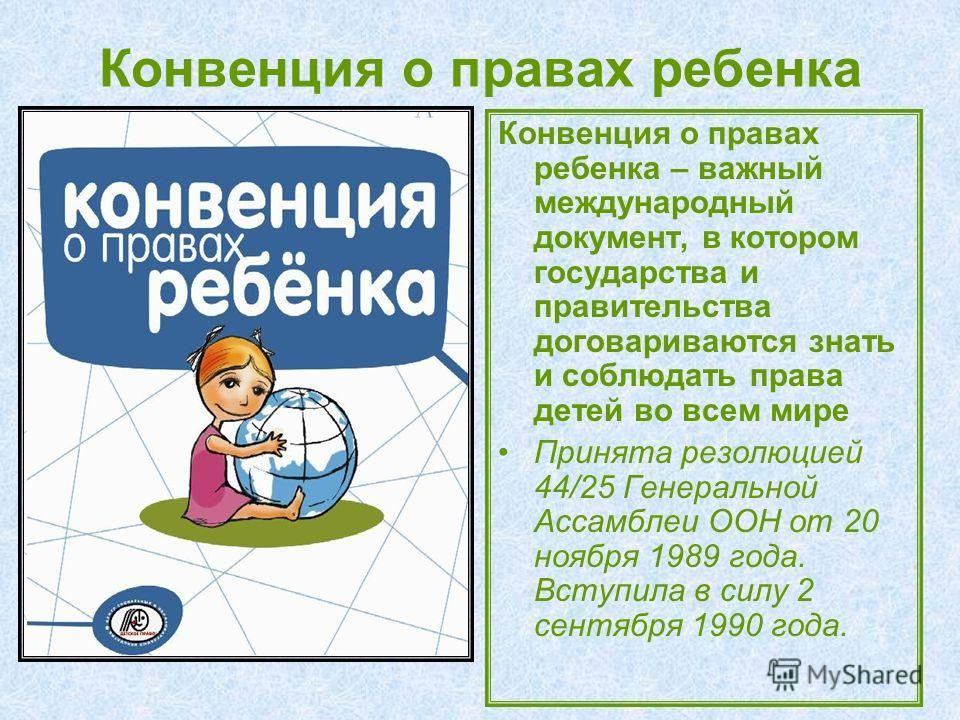 Конвенция о правах ребенка
конвенция
о правах
ребёнка
ДЕТСКОЕ ПРАВО
Конвенция о правах
ребенка – важный
международный
документ, в котором
государства и
правительства
договариваются знать
и соблюдать права
детей во всем мире
• Принята резолюцией
44/25 Генеральной
Ассамблеи ООН от 20
ноября 1989 года.
Вступила в силу 2
сентября 1990 года.
MyShared